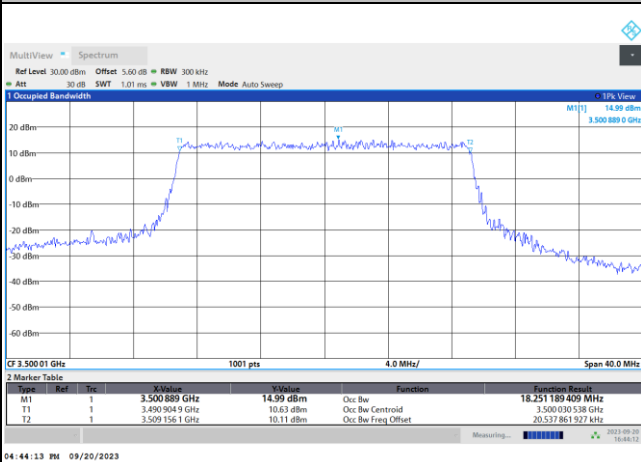 MultiView Spectrum
Ref Level 30.00 dBm Offset 5.60 dB RBW 300 kHz
Att 30 dB SWT 1.01 ms VBW 1 MHz Mode Auto Sweep
1 Occupied Bandwidth 1Pk View
M1[1] 14.99 dBm
3.500 889 0 GHz
20 dBm
M1
T1 T2
10 dBm
0 dBm
-10 dBm
-20 dBm
-30 dBm
-40 dBm
-50 dBm
-60 dBm
CF 3.500 01 GHz 1001 pts 4.0 MHz/ Span 40.0 MHz
2 Marker Table
Type Ref Trc X-Value Y-Value Function Function Result
M1 1 3.500 889 GHz 14.99 dBm Occ Bw 18.251 189 409 MHz
T1 1 3.490 904 9 GHz 10.63 dBm Occ Bw Centroid 3.500 030 538 GHz
T2 1 3.509 156 1 GHz 10.11 dBm Occ Bw Freq Offset 20.537 861 927 kHz
Measuring... 2023-09-20
16:44:12
04:44:13 PM 09/20/2023